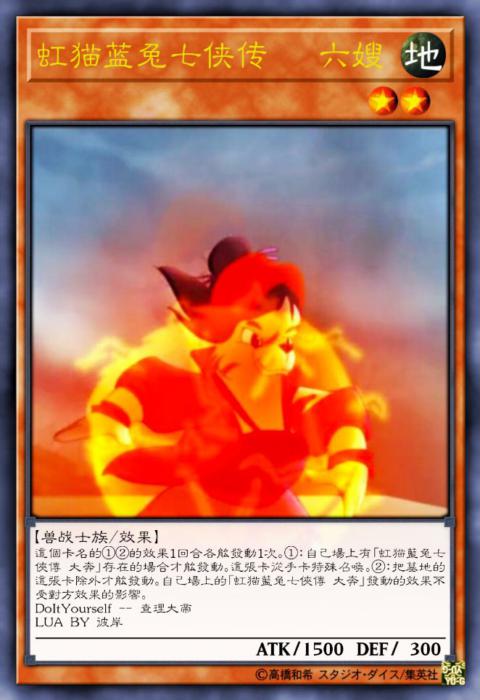 虹猫蓝兔七侠传 六嫂 地
【兽战士族/效果】
這個卡名的①②的效果1回合各能發動1次。①：自己場上有「虹猫藍兔七
俠傳 大奔」存在的場合才能發動。這張卡從手卡特殊召喚。②：把墓地的
這張卡除外才能發動。自己場上的「虹猫藍兔七俠傳 大奔」發動的效果不
受對方效果的影響。
DoItYourself -- 查理大帝
LUA BY 彼岸
ATK/1500 DEF/ 300
©高橋和希 スタジオ・ダイス/集英社